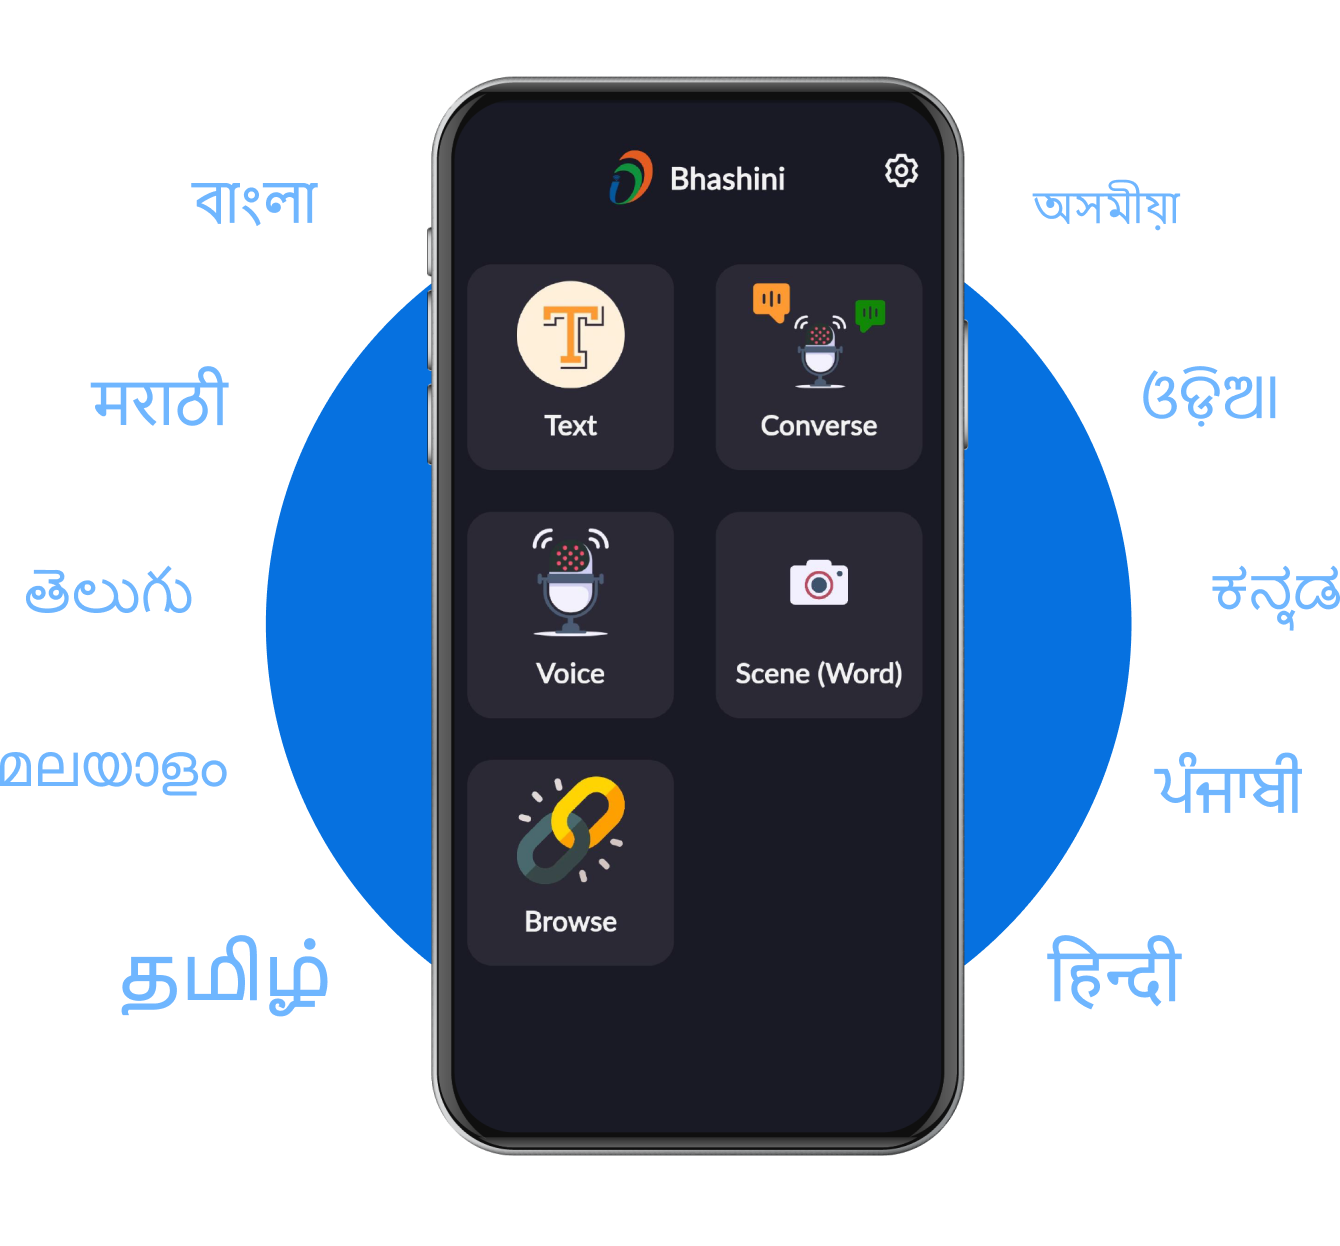 Bhashini
বাংলা
অসমীয়া
Text
Converse
मराठी
ଓଡ଼ିଆ
తెలుగు
ಕನ್ನಡ
Voice
Scene (Word)
മലയാളം
ਪੰਜਾਬੀ
Browse
தமிழ்
हिन्दी